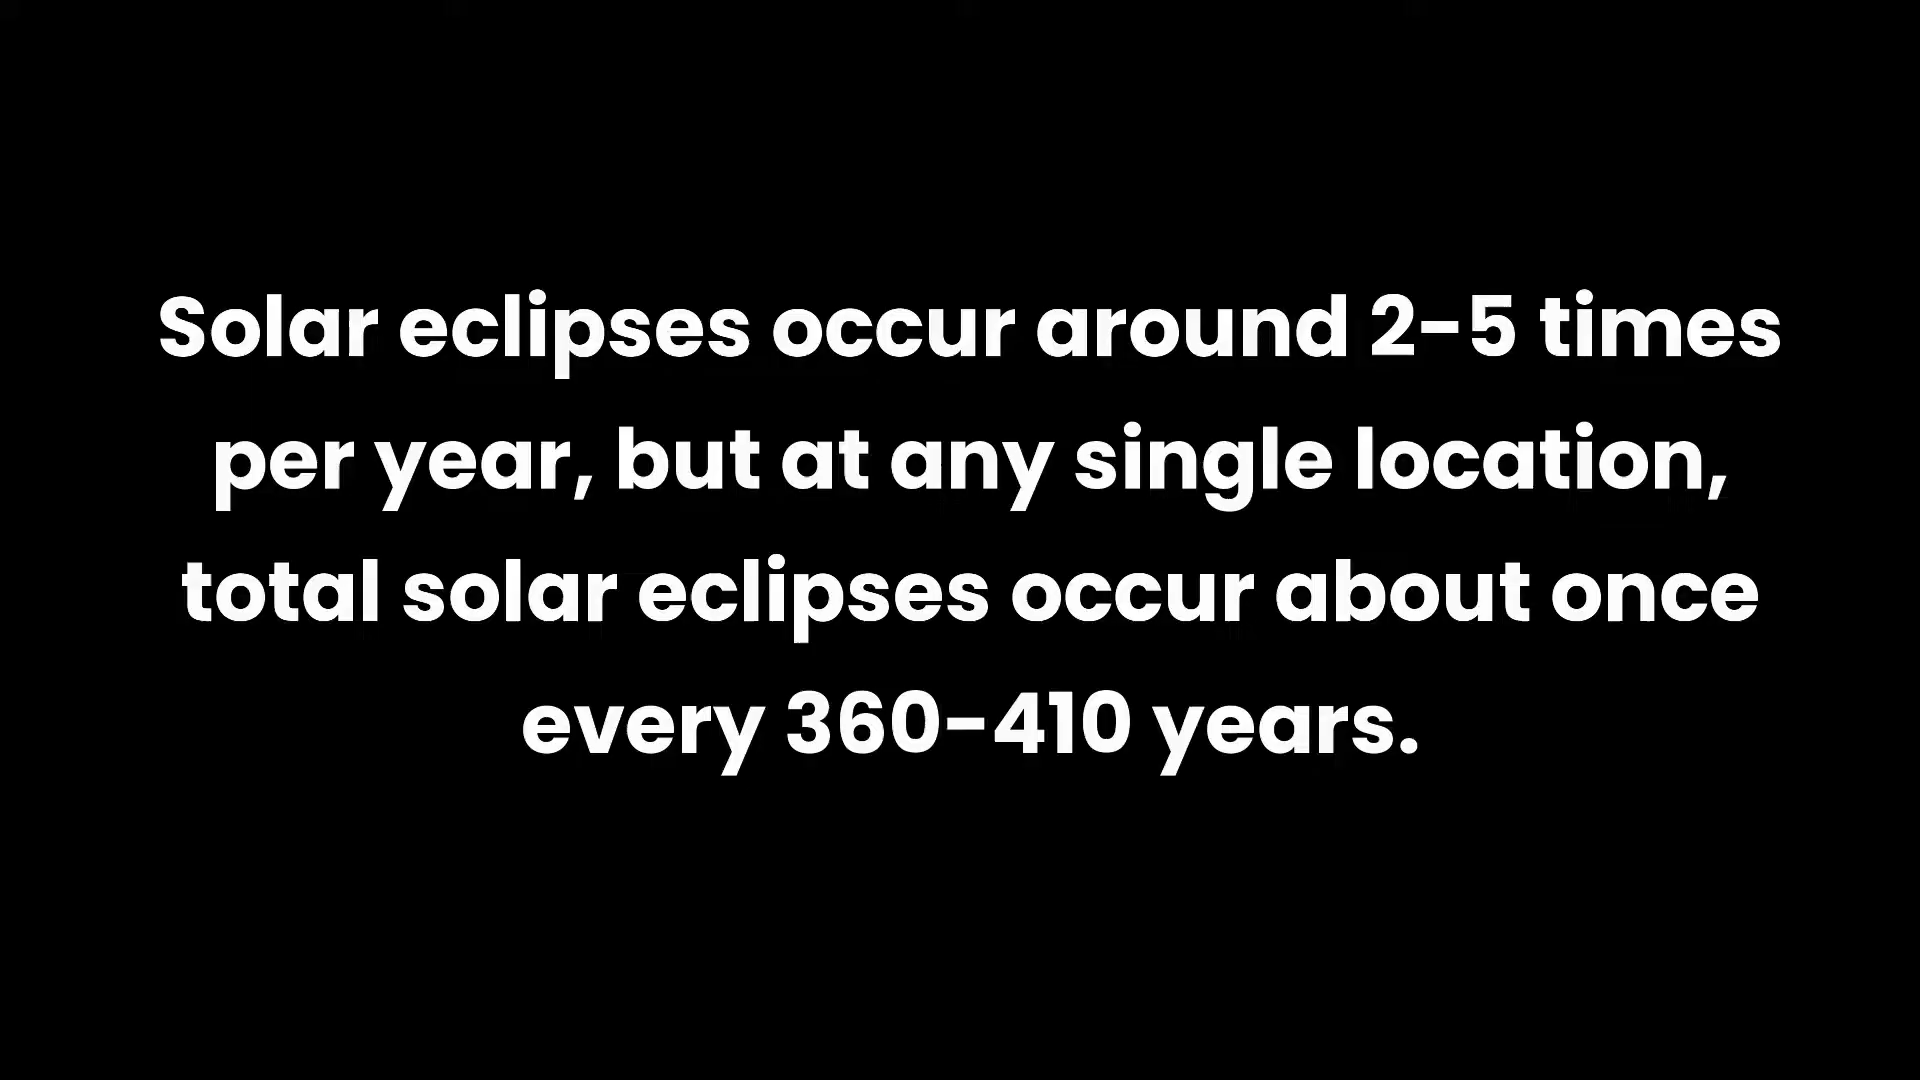 Solar eclipses occur around 2–5 times
per year, but at any single location,
total solar eclipses occur about once
every 360–410 years.